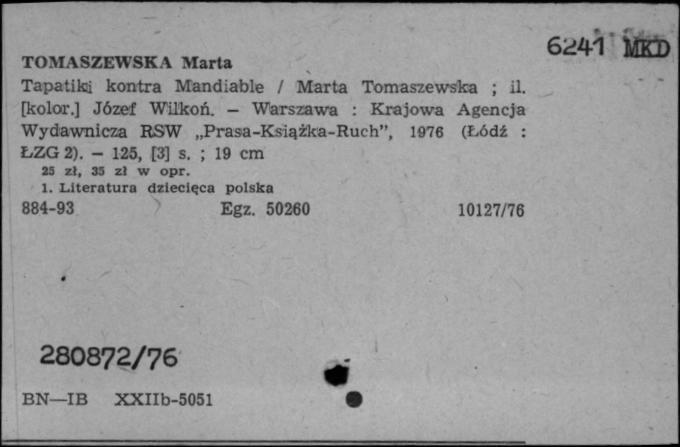 6241 MKD
TOMASZEWSKA Marta
Tapatiki kontra Mandiable / Marta Tomaszewska ; il.
[kolor.] Józef Wilkoń. — Warszawa : Krajowa Agencja
Wydawnicza RSW „Prasa-Książka-Ruch”, 1976 (Łódź :
ŁZG 2). — 125, [3] s. ; 19 cm
25 zł, 35 zł w opr.
1. Literatura dziecięca polska
884-93 Egz. 50260 10127/76
280872/76
BN—IB XXIIb-5051